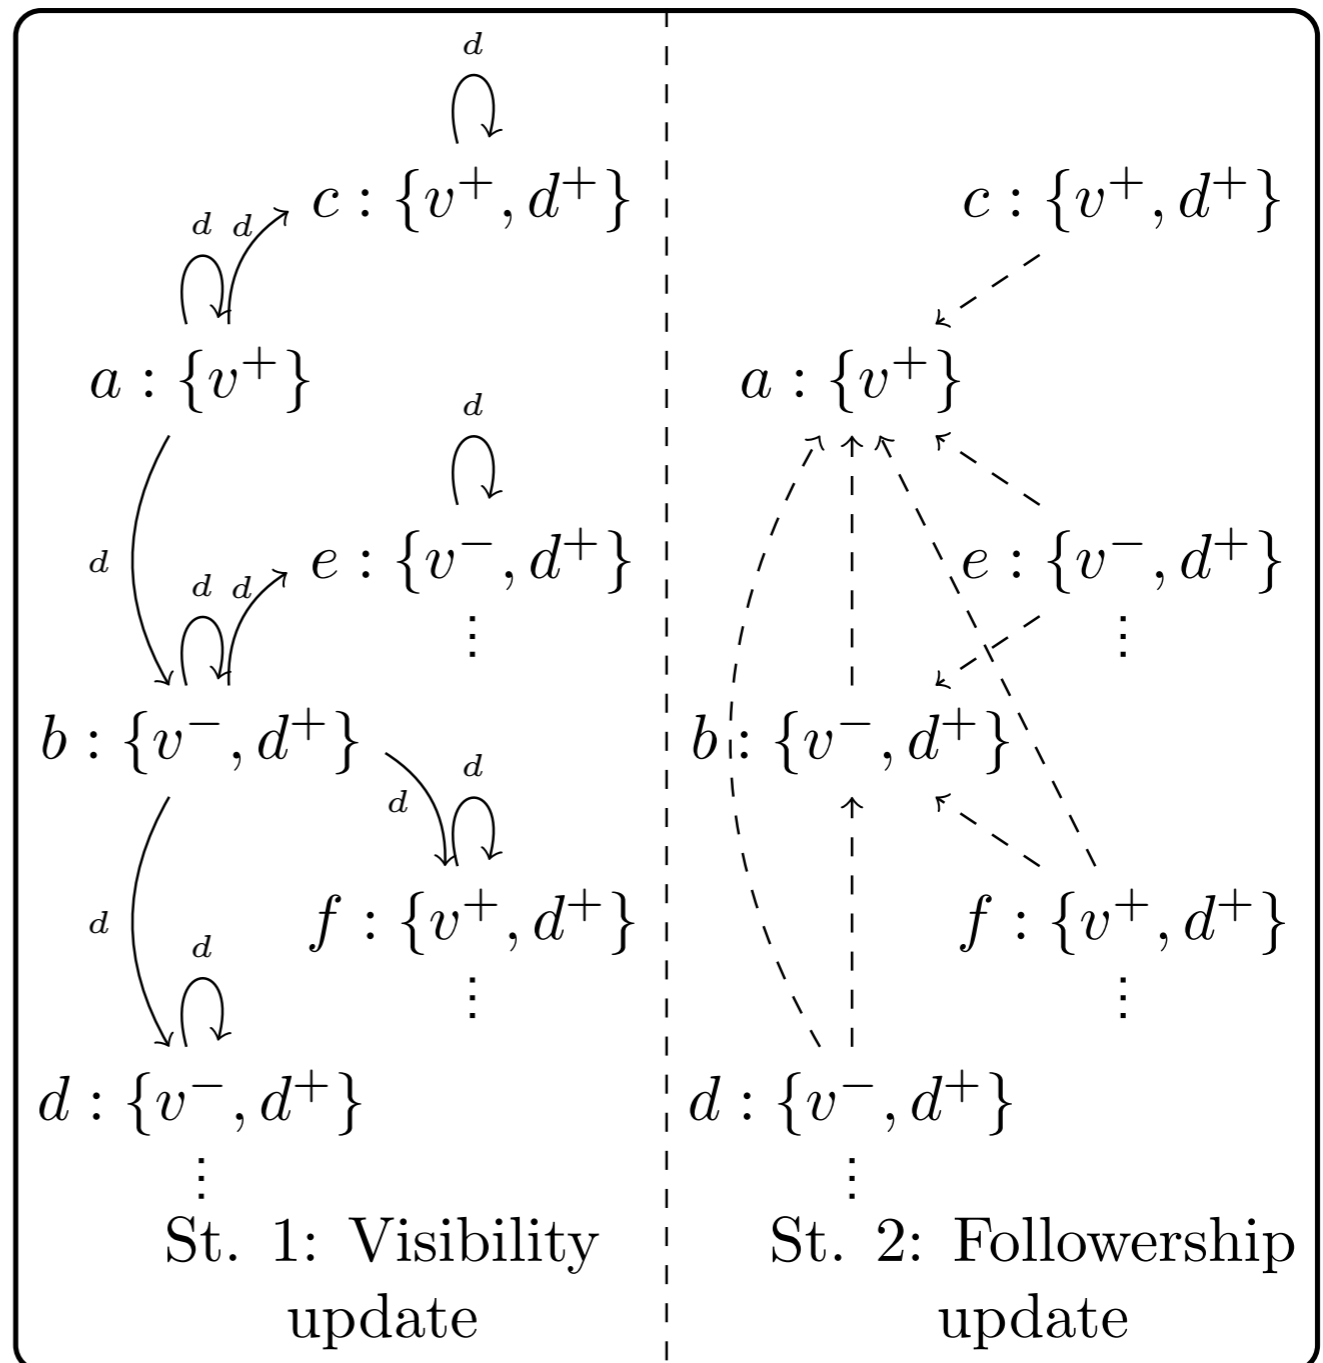 d
c : {v⁺, d⁺}
d d
a : {v⁺}
d
d
e : {v⁻, d⁺}
d d
⋮
b : {v⁻, d⁺}
d
d
d
f : {v⁺, d⁺}
d
⋮
d : {v⁻, d⁺}
⋮
St. 1: Visibility
update
c : {v⁺, d⁺}
a : {v⁺}
e : {v⁻, d⁺}
⋮
b : {v⁻, d⁺}
f : {v⁺, d⁺}
⋮
d : {v⁻, d⁺}
⋮
St. 2: Followership
update